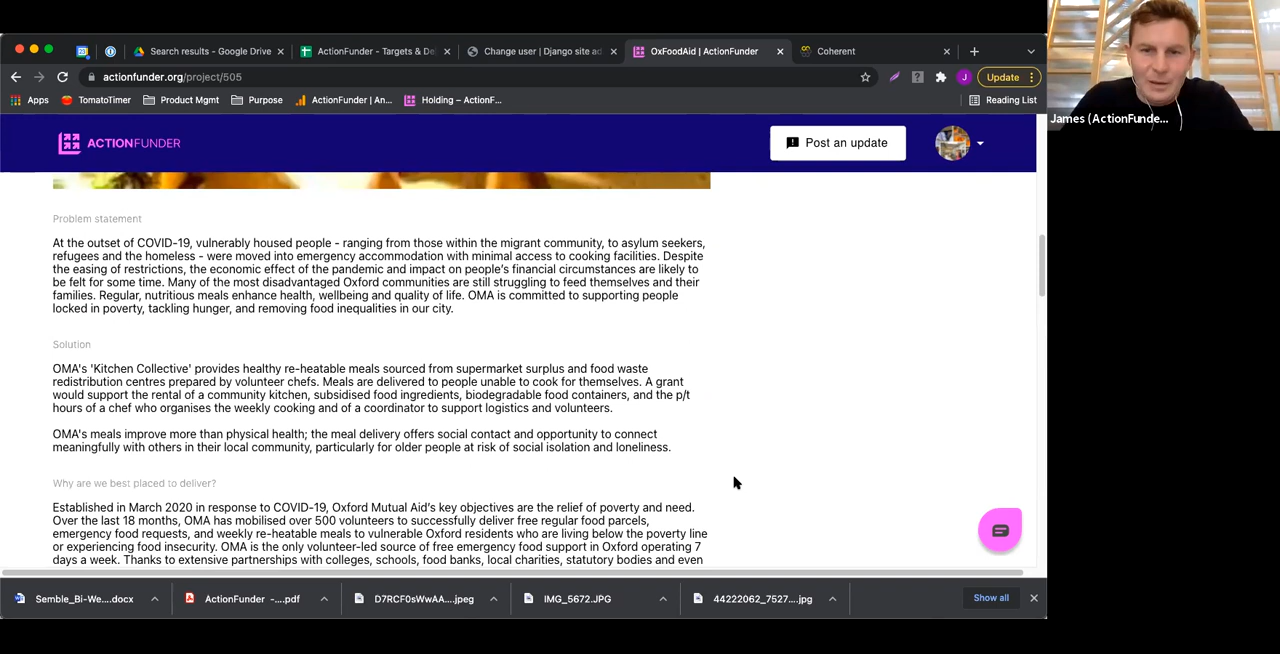 Search results - Google Drive
ActionFunder - Targets & De
Change user | Django site ad
OxFoodAid | ActionFunder
Coherent
actionfunder.org/project/505
J
Update
Apps
TomatoTimer
Product Mgmt
Purpose
ActionFunder | An...
Holding – ActionF...
Reading List
James (ActionFunde...
ACTIONFUNDER
Post an update
Problem statement
At the outset of COVID-19, vulnerably housed people - ranging from those within the migrant community, to asylum seekers,
refugees and the homeless - were moved into emergency accommodation with minimal access to cooking facilities. Despite
the easing of restrictions, the economic effect of the pandemic and impact on people's financial circumstances are likely to
be felt for some time. Many of the most disadvantaged Oxford communities are still struggling to feed themselves and their
families. Regular, nutritious meals enhance health, wellbeing and quality of life. OMA is committed to supporting people
locked in poverty, tackling hunger, and removing food inequalities in our city.
Solution
OMA's 'Kitchen Collective' provides healthy re-heatable meals sourced from supermarket surplus and food waste
redistribution centres prepared by volunteer chefs. Meals are delivered to people unable to cook for themselves. A grant
would support the rental of a community kitchen, subsidised food ingredients, biodegradable food containers, and the p/t
hours of a chef who organises the weekly cooking and of a coordinator to support logistics and volunteers.
OMA's meals improve more than physical health; the meal delivery offers social contact and opportunity to connect
meaningfully with others in their local community, particularly for older people at risk of social isolation and loneliness.
Why are we best placed to deliver?
Established in March 2020 in response to COVID-19, Oxford Mutual Aid's key objectives are the relief of poverty and need.
Over the last 18 months, OMA has mobilised over 500 volunteers to successfully deliver free regular food parcels,
emergency food requests, and weekly re-heatable meals to vulnerable Oxford residents who are living below the poverty line
or experiencing food insecurity. OMA is the only volunteer-led source of free emergency food support in Oxford operating 7
days a week. Thanks to extensive partnerships with colleges, schools, food banks, local charities, statutory bodies and even
Semble_Bi-We....docx
ActionFunder -....pdf
D7RCF0sWwAA....jpeg
IMG_5672.JPG
44222062_7527....jpg
Show all